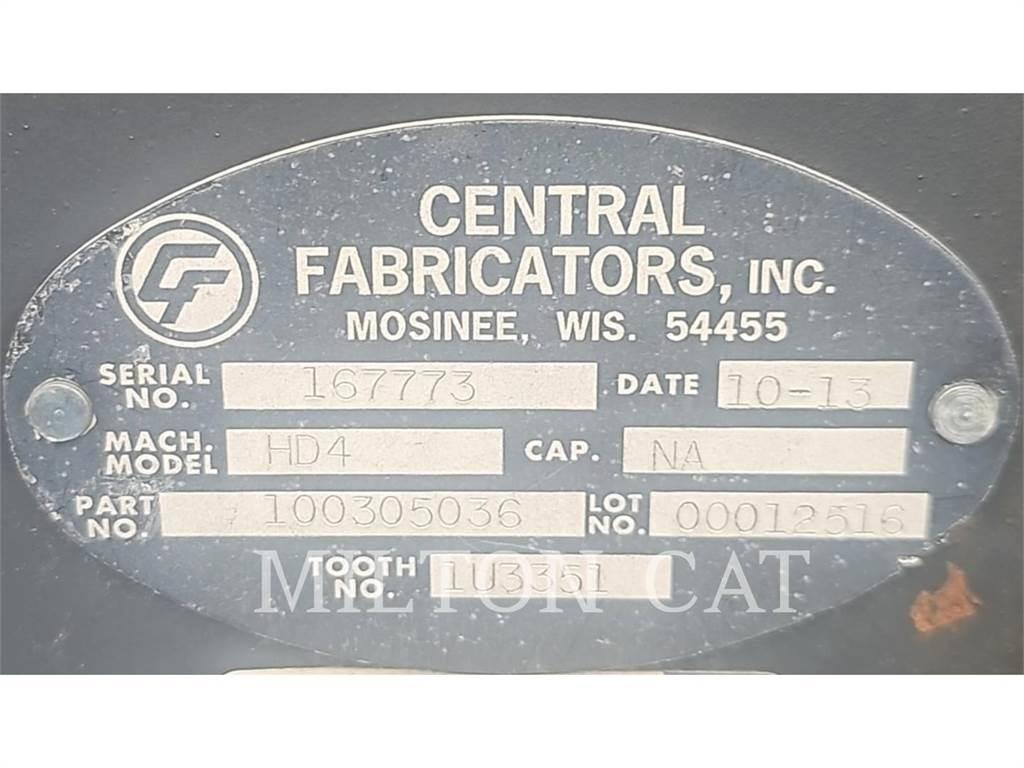 CENTRAL
FABRICATORS, INC.
MOSINEE, WIS. 54455
SERIAL NO. 167773 DATE 10-13
MACH. MODEL HD4 CAP. NA
PART NO. 100305036 LOT NO. 00012516
TOOTH NO. 1U3351
MILTON CAT